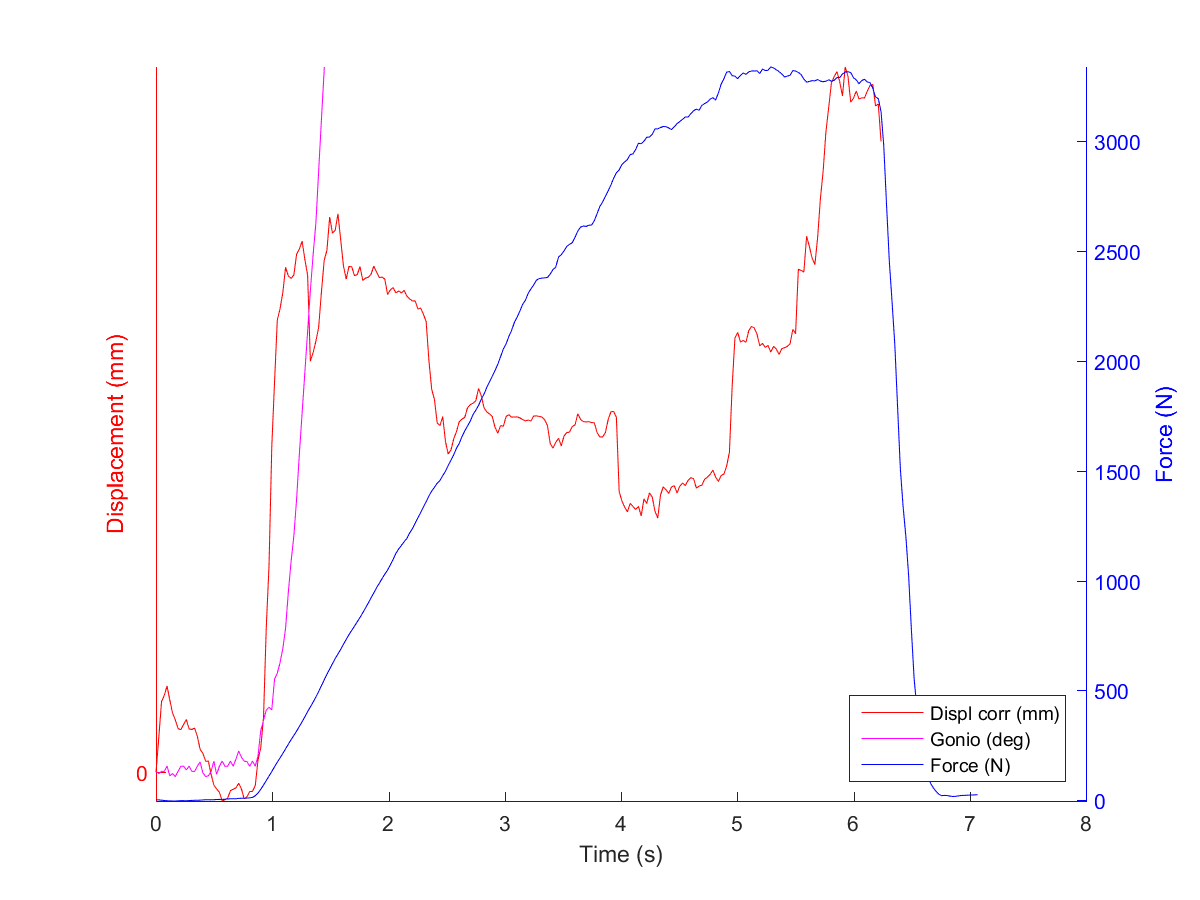 Displacement (mm)
0
3000
2500
2000
1500
1000
500
0
Force (N)
Displ corr (mm)
Gonio (deg)
Force (N)
0 1 2 3 4 5 6 7 8
Time (s)